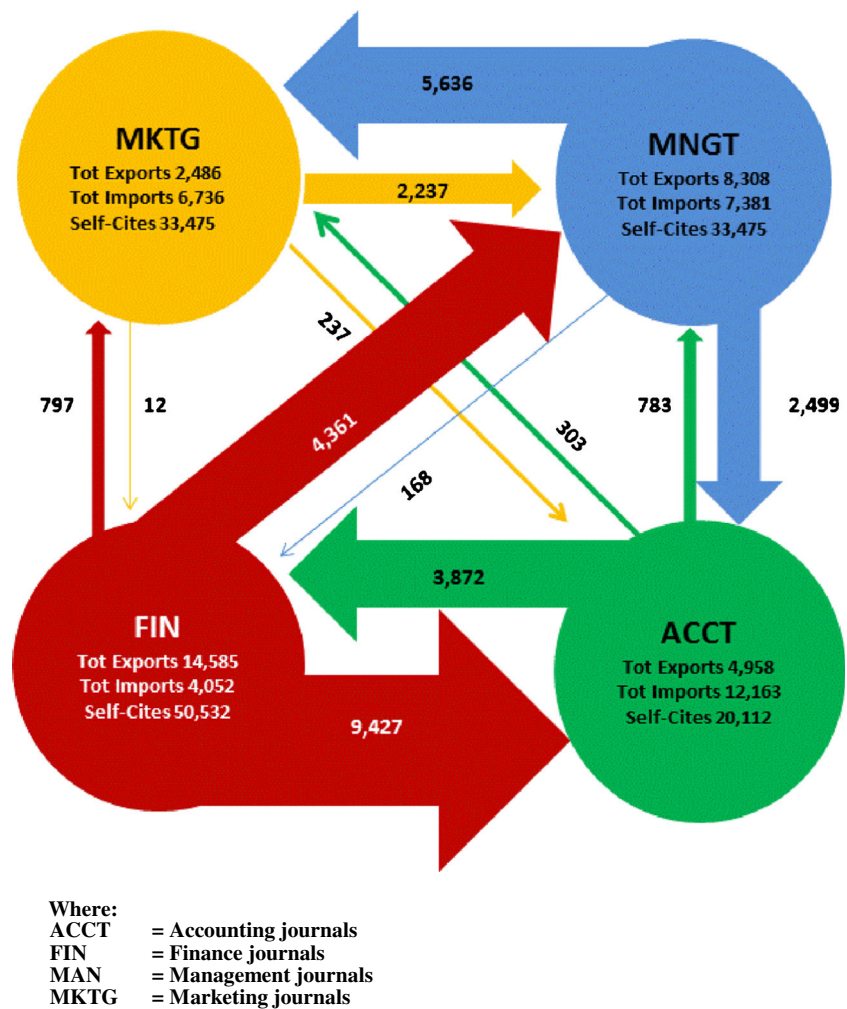 5,636
MKTG
Tot Exports 2,486
Tot Imports 6,736
Self-Cites 33,475
MNGT
Tot Exports 8,308
Tot Imports 7,381
Self-Cites 33,475
2,237
237
797
12
4,361
303
168
783
2,499
3,872
FIN
Tot Exports 14,585
Tot Imports 4,052
Self-Cites 50,532
ACCT
Tot Exports 4,958
Tot Imports 12,163
Self-Cites 20,112
9,427
Where:
ACCT = Accounting journals
FIN = Finance journals
MAN = Management journals
MKTG = Marketing journals